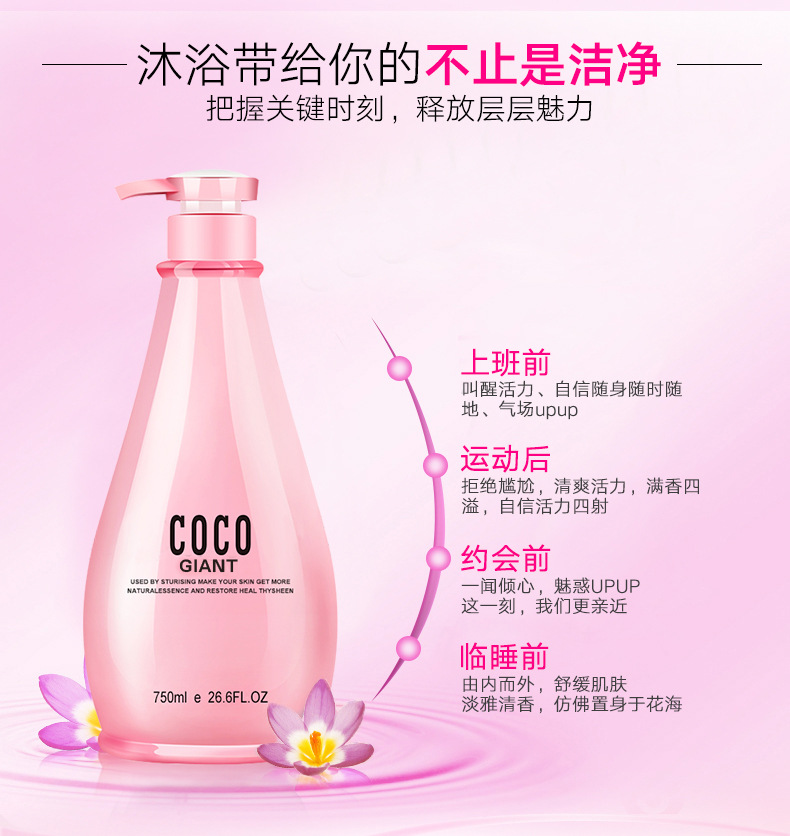 沐浴带给你的不止是洁净
把握关键时刻，释放层层魅力
上班前
叫醒活力、自信随身随时随
地、气场upup
运动后
拒绝尴尬，清爽活力，满香四
溢，自信活力四射
约会前
一闻倾心，魅惑UPUP
这一刻，我们更亲近
临睡前
由内而外，舒缓肌肤
淡雅清香，仿佛置身于花海
COCO
GIANT
USED BY STURISING MAKE YOUR SKIN GET MORE
NATURALESSENCE AND RESTORE HEAL THYSHEEN
750ml e 26.6FL.OZ